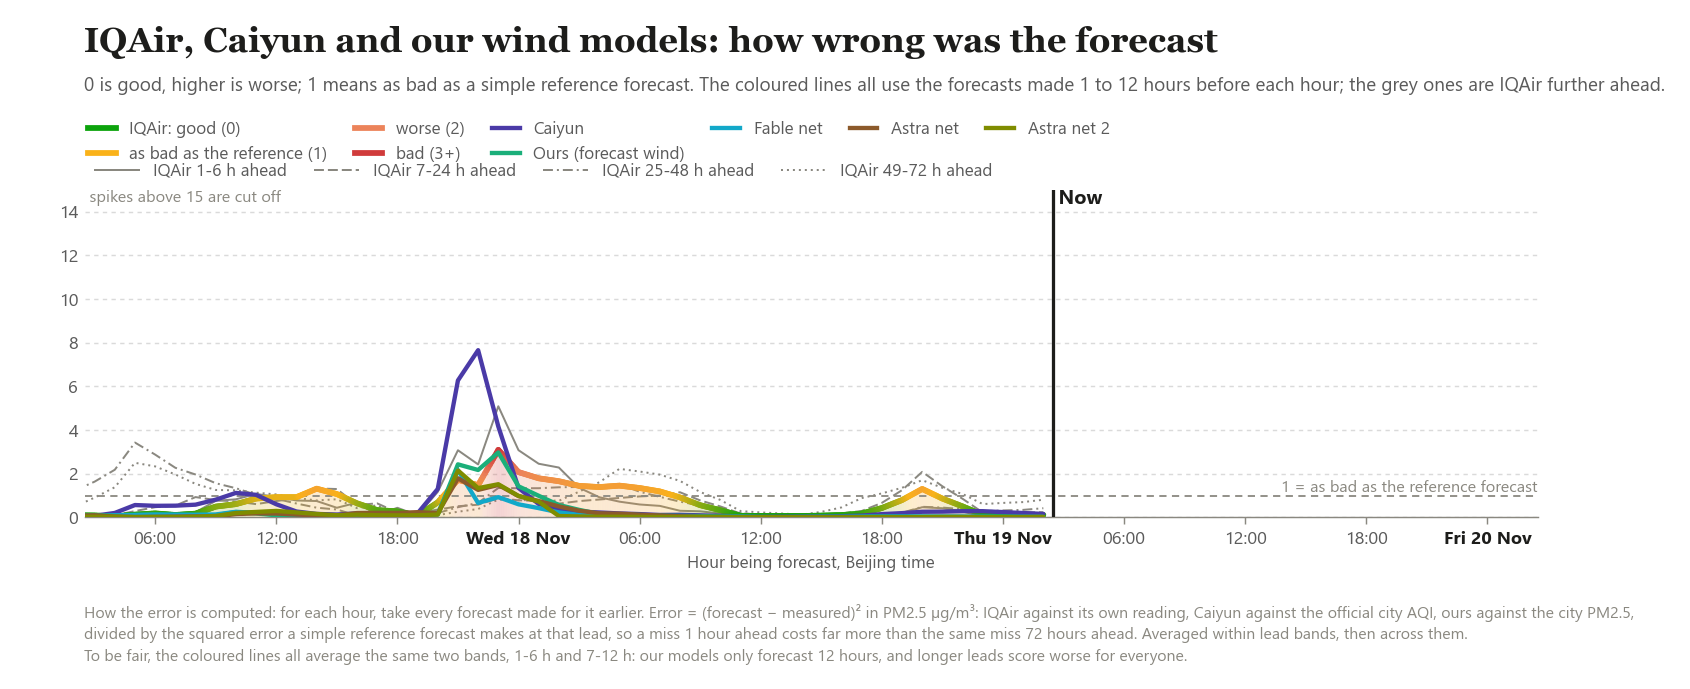 IQAir, Caiyun and our wind models: how wrong was the forecast
0 is good, higher is worse; 1 means as bad as a simple reference forecast. The coloured lines all use the forecasts made 1 to 12 hours before each hour; the grey ones are IQAir further ahead.
IQAir: good (0) worse (2) Caiyun Fable net Astra net Astra net 2
as bad as the reference (1) bad (3+) Ours (forecast wind)
IQAir 1-6 h ahead IQAir 7-24 h ahead IQAir 25-48 h ahead IQAir 49-72 h ahead
spikes above 15 are cut off
Now
14
12
10
8
6
4
2
1 = as bad as the reference forecast
0
06:00 12:00 18:00 Wed 18 Nov 06:00 12:00 18:00 Thu 19 Nov 06:00 12:00 18:00 Fri 20 Nov
Hour being forecast, Beijing time
How the error is computed: for each hour, take every forecast made for it earlier. Error = (forecast − measured)² in PM2.5 µg/m³: IQAir against its own reading, Caiyun against the official city AQI, ours against the city PM2.5,
divided by the squared error a simple reference forecast makes at that lead, so a miss 1 hour ahead costs far more than the same miss 72 hours ahead. Averaged within lead bands, then across them.
To be fair, the coloured lines all average the same two bands, 1-6 h and 7-12 h: our models only forecast 12 hours, and longer leads score worse for everyone.